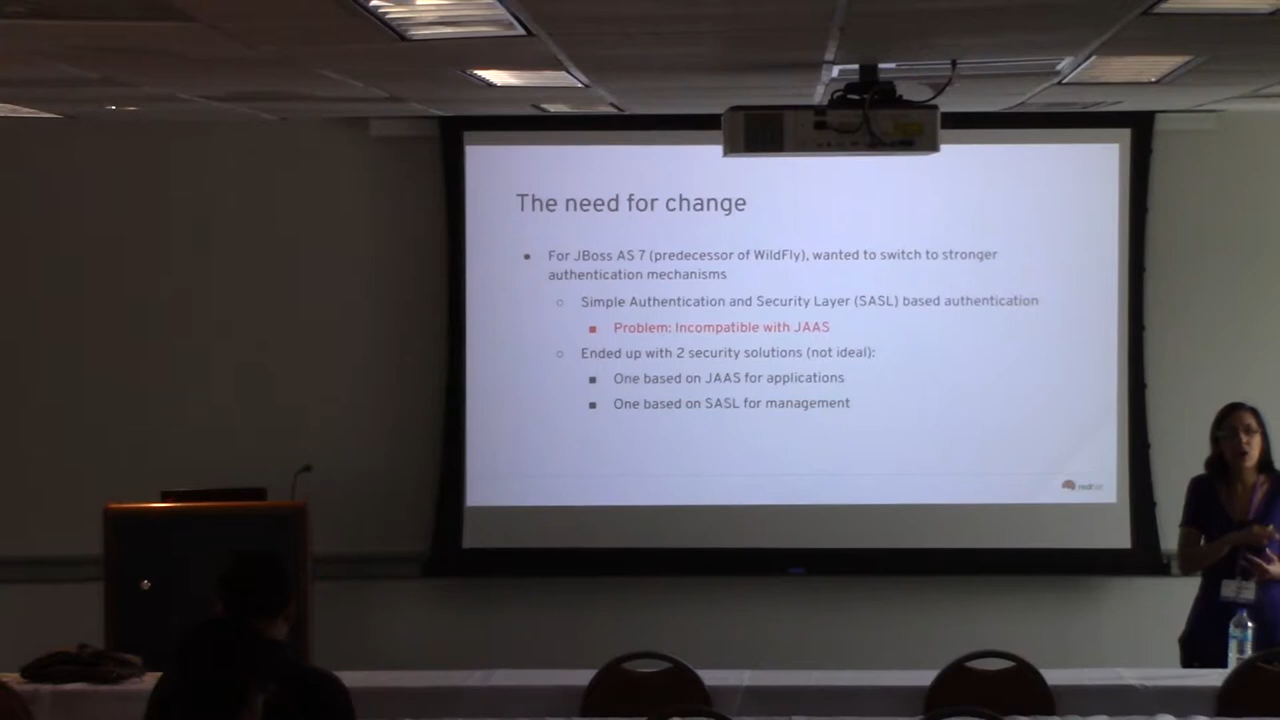 The need for change
● For JBoss AS 7 (predecessor of WildFly), wanted to switch to stronger
authentication mechanisms
○ Simple Authentication and Security Layer (SASL) based authentication
■ Problem: Incompatible with JAAS
○ Ended up with 2 security solutions (not ideal):
■ One based on JAAS for applications
■ One based on SASL for management
redhat